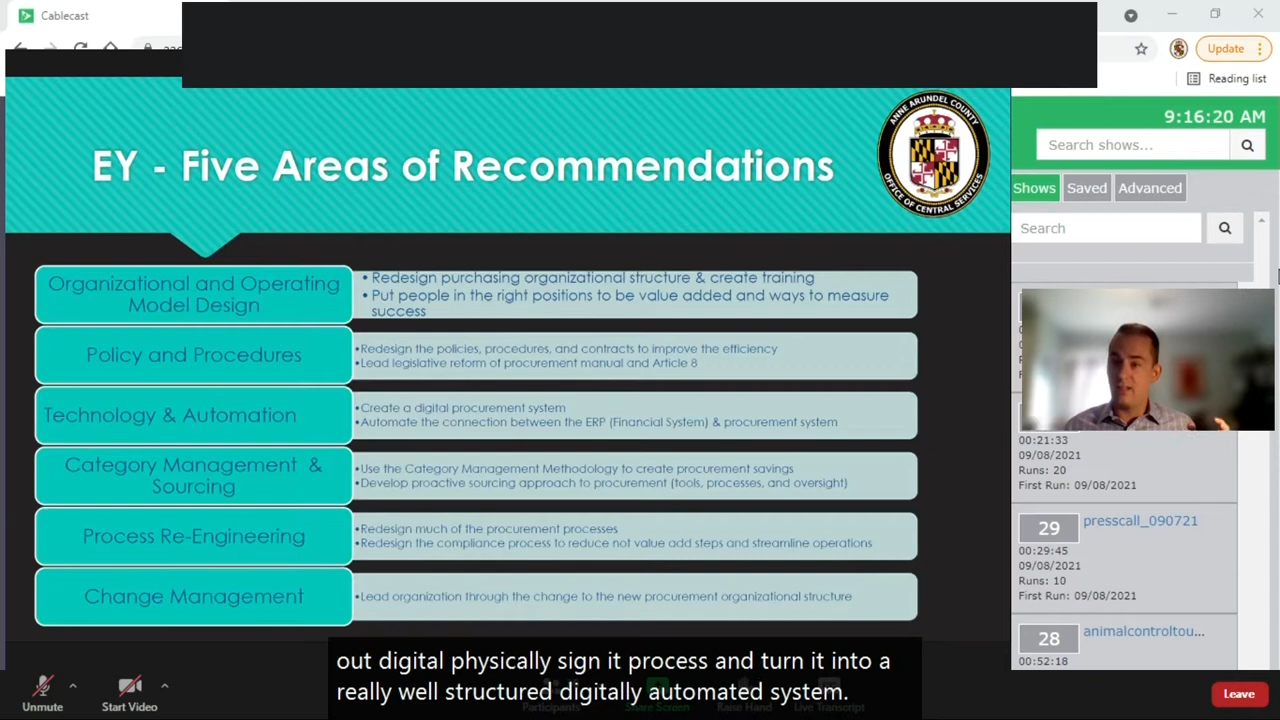 Cablecast
Update
Reading list
EY - Five Areas of Recommendations
ANNE ARUNDEL COUNTY
OFFICE OF CENTRAL SERVICES
9:16:20 AM
Search shows...
Shows Saved Advanced
Search
Organizational and Operating
Model Design
• Redesign purchasing organizational structure & create training
• Put people in the right positions to be value added and ways to measure
success
Policy and Procedures
•Redesign the policies, procedures, and contracts to improve the efficiency
•Lead legislative reform of procurement manual and Article 8
Technology & Automation
•Create a digital procurement system
•Automate the connection between the ERP (Financial System) & procurement system
Category Management &
Sourcing
•Use the Category Management Methodology to create procurement savings
•Develop proactive sourcing approach to procurement (tools, processes, and oversight)
Process Re-Engineering
•Redesign much of the procurement processes
•Redesign the compliance process to reduce not value add steps and streamline operations
Change Management
•Lead organization through the change to the new procurement organizational structure
00:21:33
09/08/2021
Runs: 20
First Run: 09/08/2021
29 presscall_090721
00:29:45
09/08/2021
Runs: 10
First Run: 09/08/2021
28 animalcontroltou...
00:52:18
out digital physically sign it process and turn it into a
really well structured digitally automated system.
Unmute
Start Video
Participants
Share Screen
Raise Hand
Live Transcript
Leave